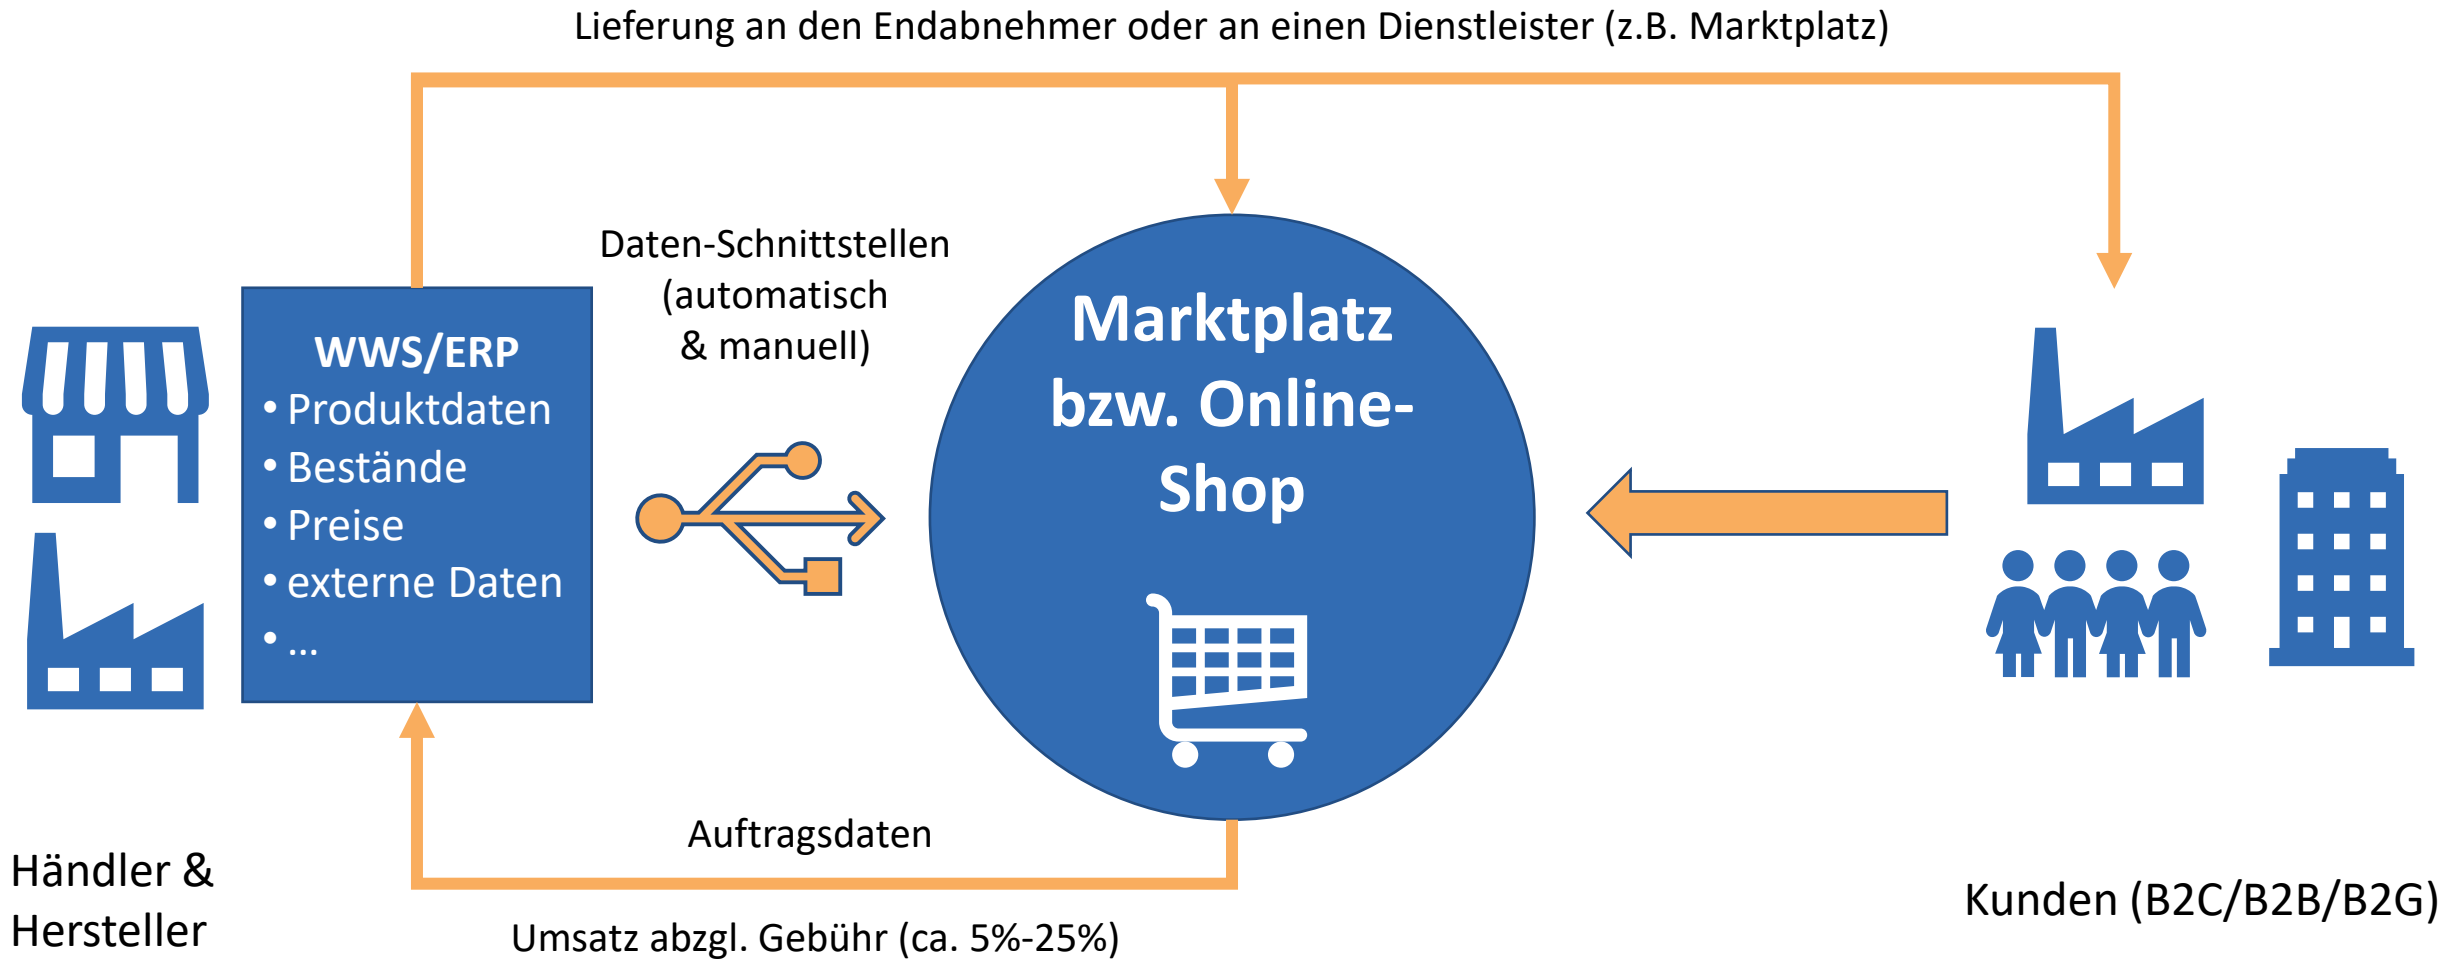 Lieferung an den Endabnehmer oder an einen Dienstleister (z.B. Marktplatz)
Daten-Schnittstellen
(automatisch
& manuell)
WWS/ERP
• Produktdaten
• Bestände
• Preise
• externe Daten
• ...
Marktplatz
bzw. Online-
Shop
Auftragsdaten
Umsatz abzgl. Gebühr (ca. 5%-25%)
Händler &
Hersteller
Kunden (B2C/B2B/B2G)